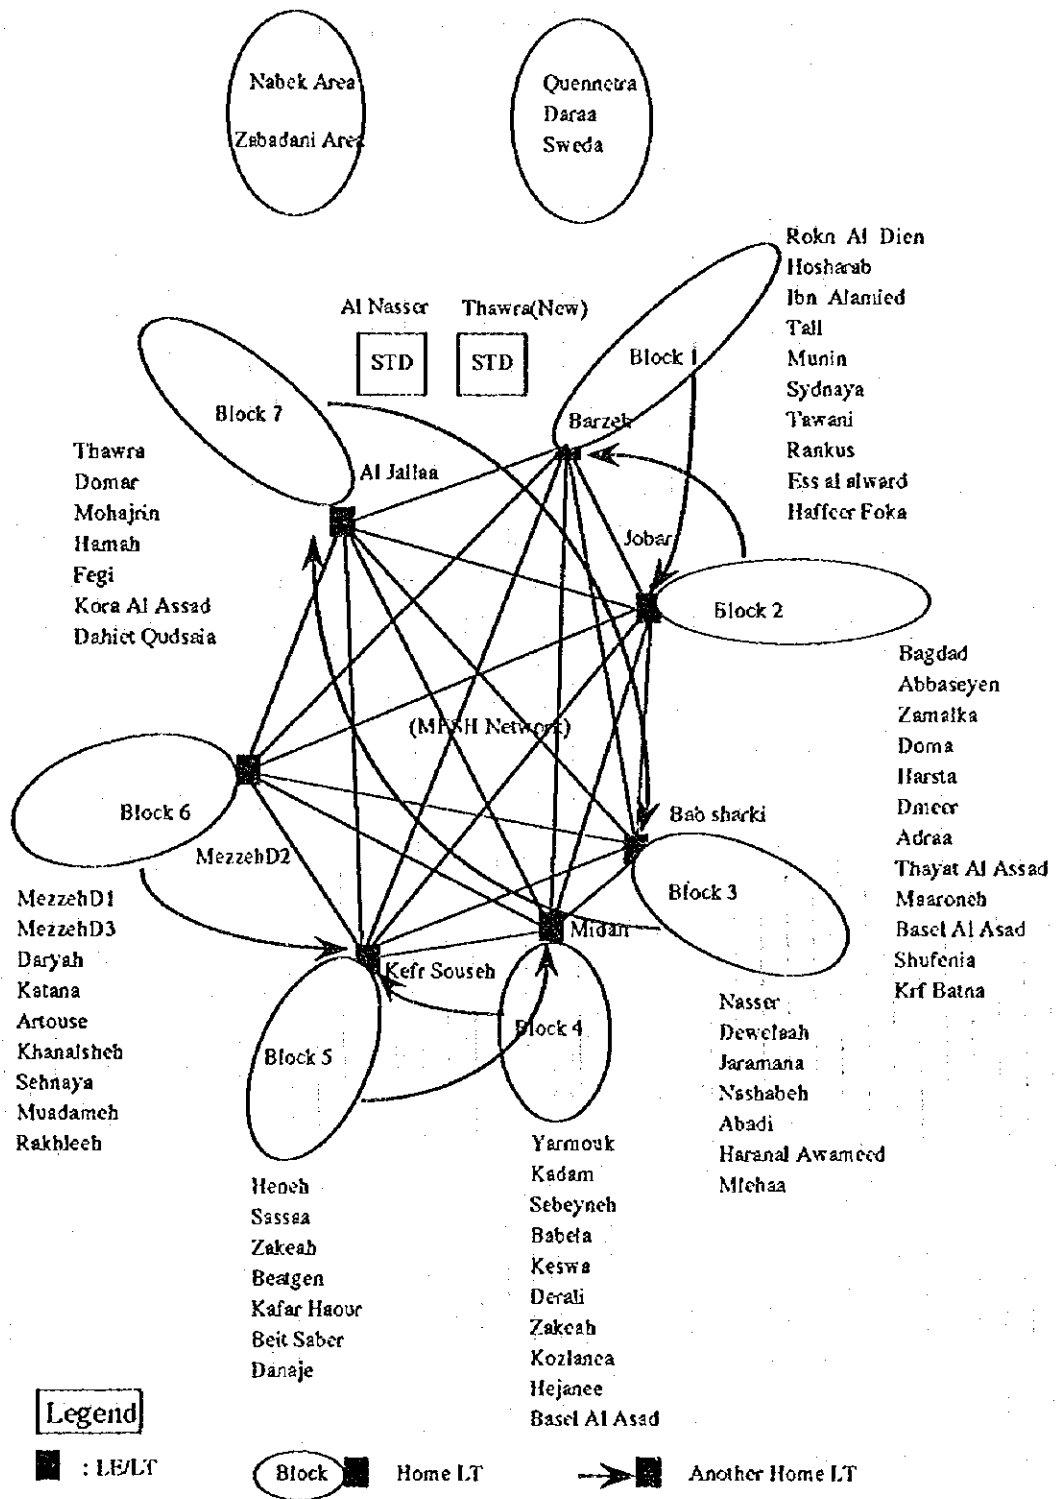 Nabek Area
Zabadani Area
Quennetra
Daraa
Sweda
Al Nasser
Thawra(New)
STD
STD
Block 1
Rokn Al Dien
Hosharab
Ibn Alamied
Tall
Munin
Sydnaya
Tawani
Rankus
Ess al alward
Haffeer Foka
Block 7
Barzeh
Al Jallaa
Thawra
Domar
Mohajrin
Hamah
Fegi
Kora Al Assad
Dahiet Qudsaia
Jobar
Block 2
Bagdad
Abbaseyen
Zamalka
Doma
Harsta
Dmeer
Adraa
Thayat Al Assad
Maaroneh
Basel Al Asad
Shufenia
Krf Batna
(MESH Network)
Block 6
MezzehD2
MezzehD1
MezzehD3
Daryah
Katana
Artouse
Khanalsheh
Sehnaya
Muadameh
Rakhleeh
Bab sharki
Block 3
Nasser
Dewelaah
Jaramana
Nashabeh
Abadi
Haranal Awameed
Mlehaa
Midan
Kefr Souseh
Block 4
Block 5
Yarmouk
Kadam
Sebeyneh
Babela
Keswa
Derali
Zakeah
Kozlanea
Hejanee
Basel Al Asad
Heneh
Sassaa
Zakeah
Beatgen
Kafar Haour
Beit Saber
Danaje
Legend
: LE/LT
Block
Home LT
Another Home LT